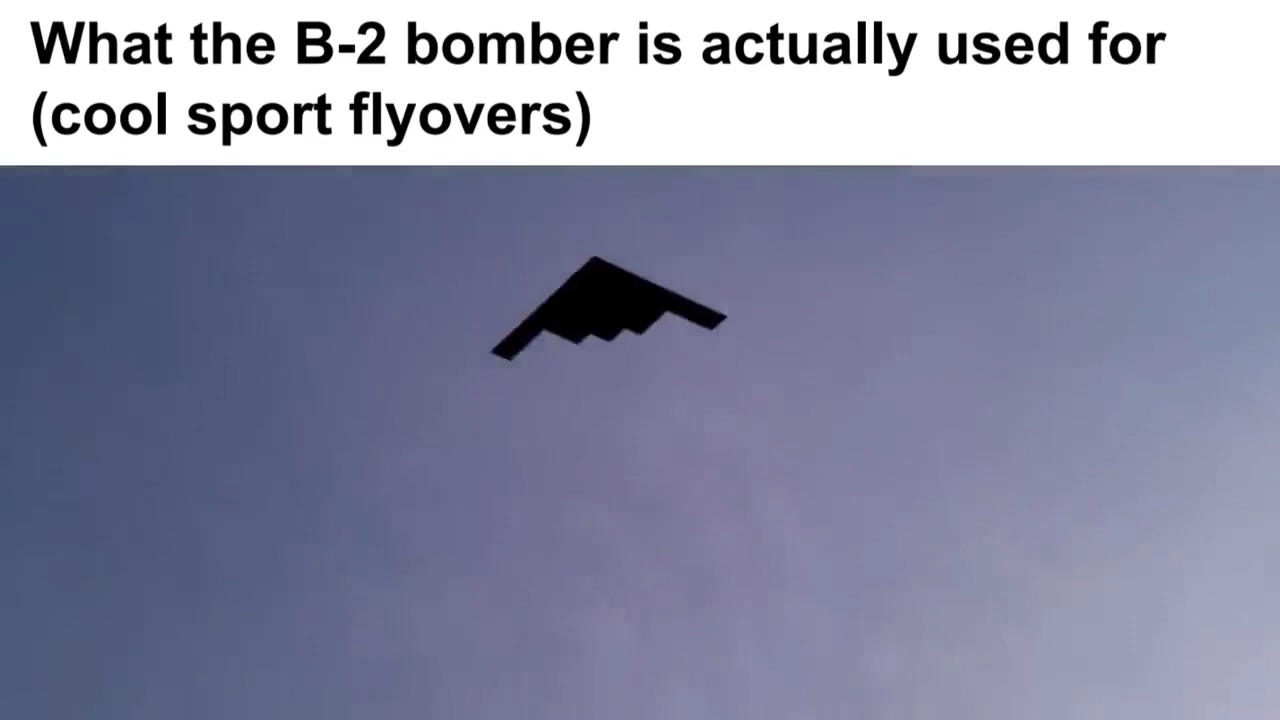 What the B-2 bomber is actually used for
(cool sport flyovers)